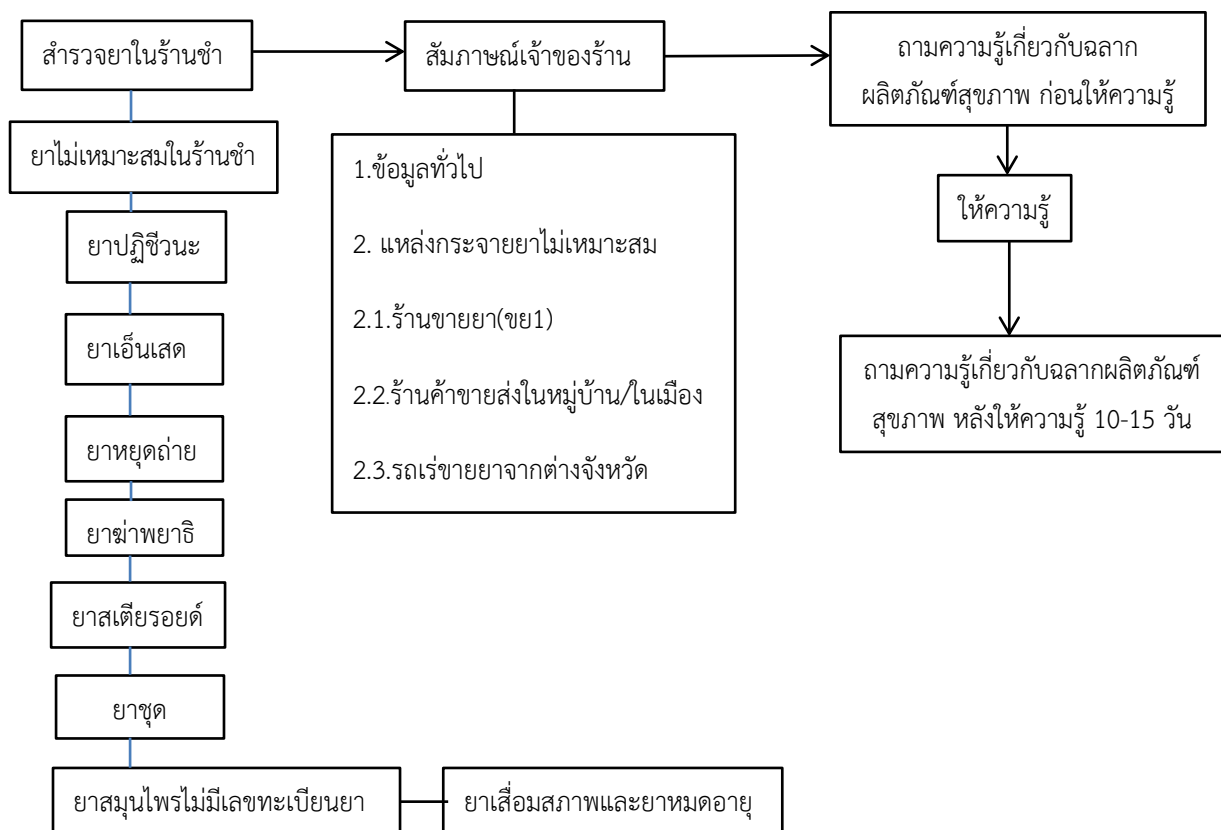 สำรวจยาในร้านชำ
สัมภาษณ์เจ้าของร้าน
ถามความรู้เกี่ยวกับฉลาก
ผลิตภัณฑ์สุขภาพ ก่อนให้ความรู้
ยาไม่เหมาะสมในร้านชำ
1.ข้อมูลทั่วไป
2. แหล่งกระจายยาไม่เหมาะสม
2.1.ร้านขายยา(ขย1)
2.2.ร้านค้าขายส่งในหมู่บ้าน/ในเมือง
2.3.รถเร่ขายยาจากต่างจังหวัด
ให้ความรู้
ถามความรู้เกี่ยวกับฉลากผลิตภัณฑ์
สุขภาพ หลังให้ความรู้ 10-15 วัน
ยาปฏิชีวนะ
ยาเอ็นเสด
ยาหยุดถ่าย
ยาฆ่าพยาธิ
ยาสเตียรอยด์
ยาชุด
ยาสมุนไพรไม่มีเลขทะเบียนยา
ยาเสื่อมสภาพและยาหมดอายุ